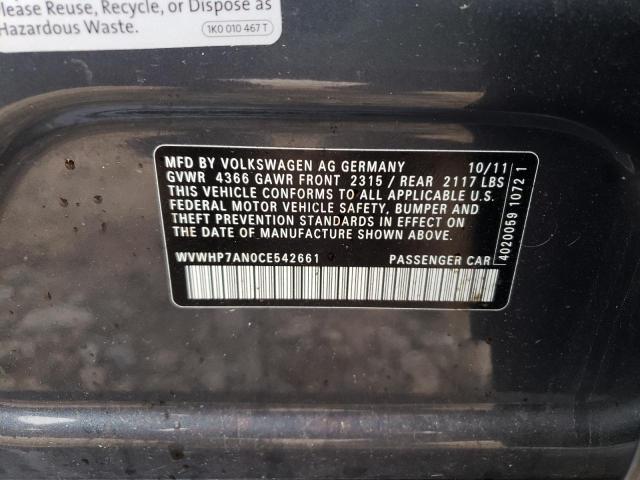 ease Reuse, Recycle, or Dispose as
Hazardous Waste.
1K0 010 467 T
MFD BY VOLKSWAGEN AG GERMANY 10/11
GVWR 4366 GAWR FRONT 2315 / REAR 2117 LBS
THIS VEHICLE CONFORMS TO ALL APPLICABLE U.S.
FEDERAL MOTOR VEHICLE SAFETY, BUMPER AND
THEFT PREVENTION STANDARDS IN EFFECT ON
THE DATE OF MANUFACTURE SHOWN ABOVE.
WVWHP7AN0CE542661 PASSENGER CAR
4020059 1072 1